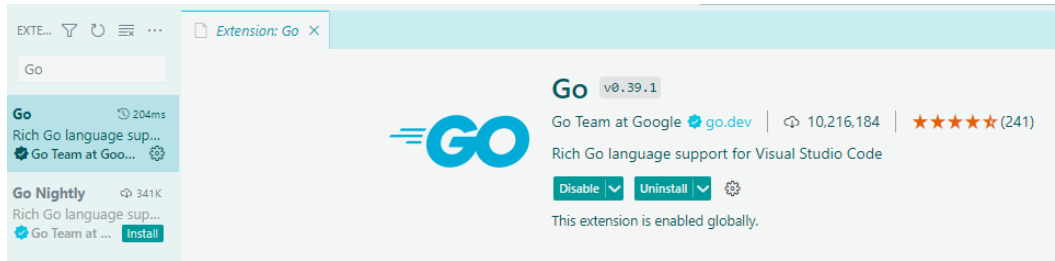 EXTE... ...
Extension: Go
Go
Go 204ms
Rich Go language sup...
Go Team at Goo...
Go Nightly 341K
Rich Go language sup...
Go Team at ... Install
GO
Go v0.39.1
Go Team at Google go.dev 10,216,184 (241)
Rich Go language support for Visual Studio Code
Disable Uninstall
This extension is enabled globally.